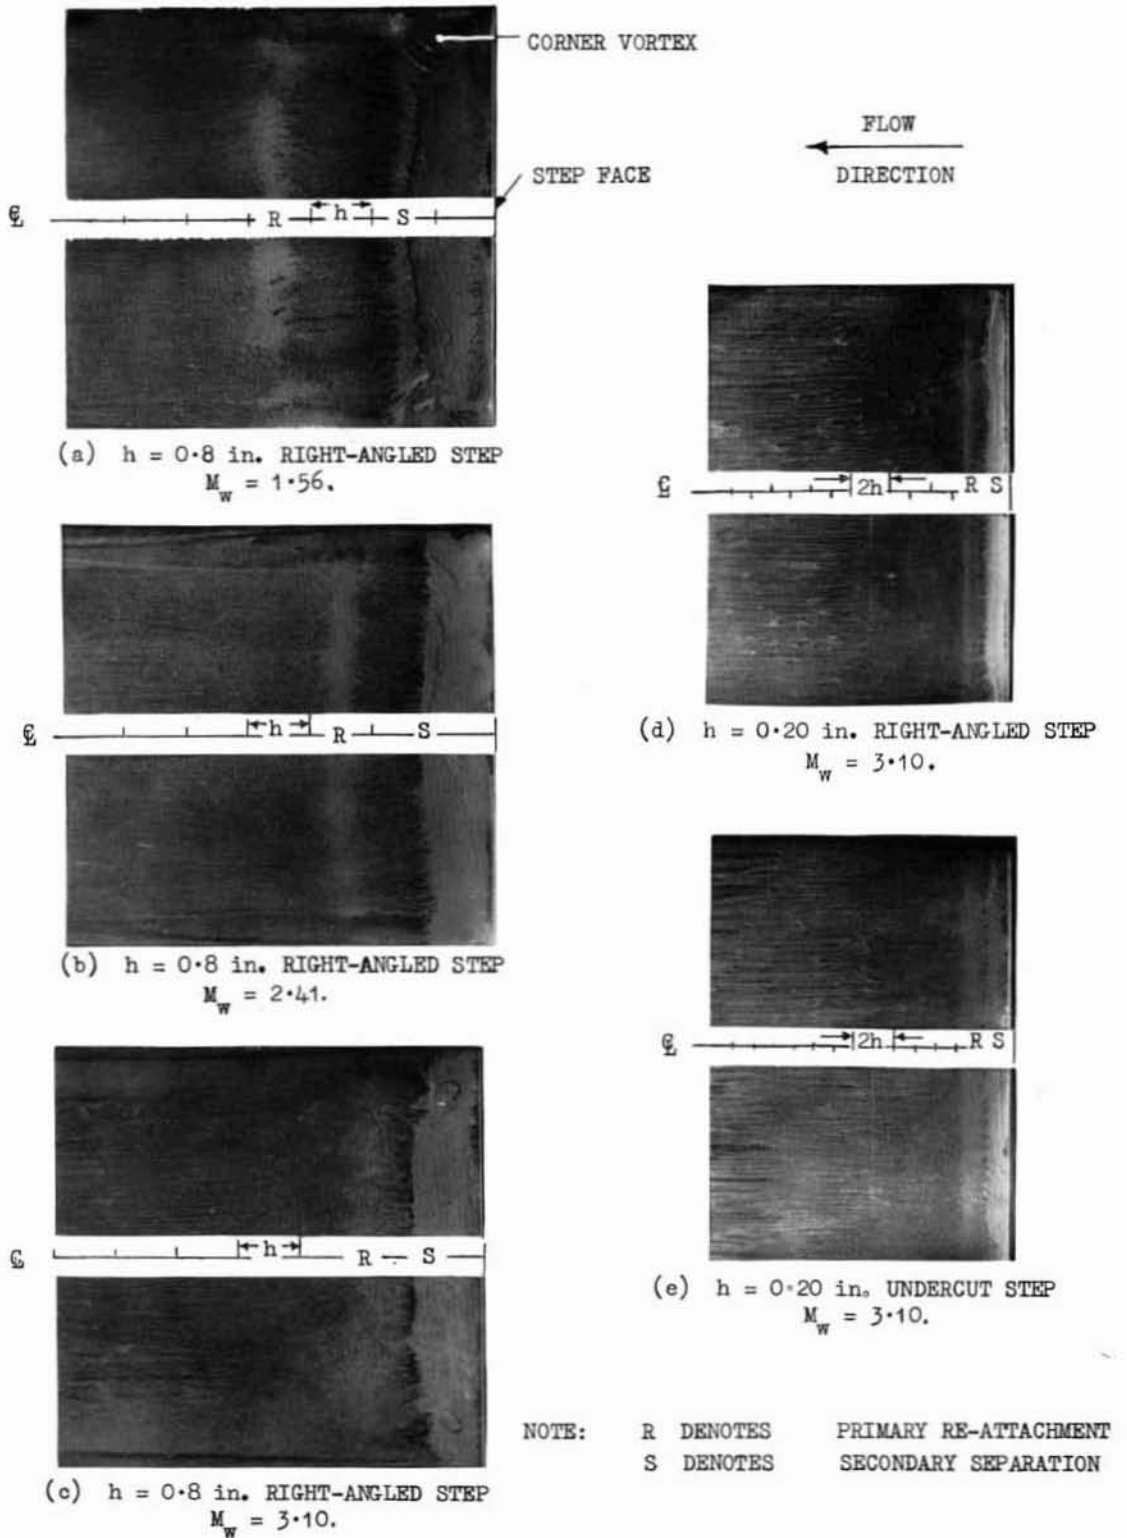 CORNER VORTEX
FLOW
DIRECTION
STEP FACE
℄ R h S
(a) h = 0·8 in. RIGHT-ANGLED STEP
M_w = 1·56.
℄ h R S
(b) h = 0·8 in. RIGHT-ANGLED STEP
M_w = 2·41.
℄ h R S
(c) h = 0·8 in. RIGHT-ANGLED STEP
M_w = 3·10.
℄ 2h R S
(d) h = 0·20 in. RIGHT-ANGLED STEP
M_w = 3·10.
℄ 2h R S
(e) h = 0·20 in. UNDERCUT STEP
M_w = 3·10.
NOTE: R DENOTES PRIMARY RE-ATTACHMENT
S DENOTES SECONDARY SEPARATION